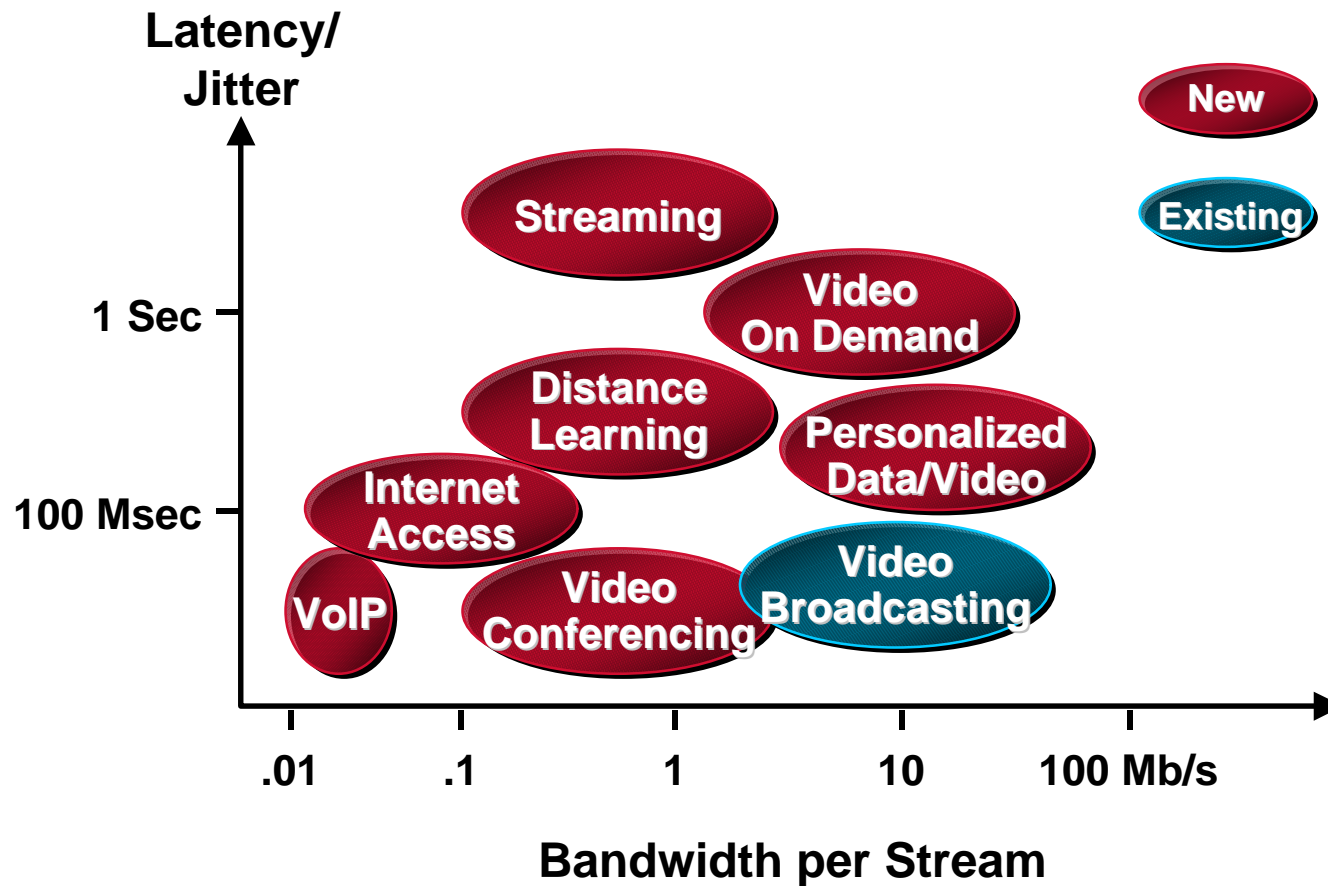 Latency/
Jitter
New
Existing
Streaming
1 Sec
Video
On Demand
Distance
Learning
Personalized
Data/Video
100 Msec
Internet
Access
VoIP
Video
Conferencing
Video
Broadcasting
.01 .1 1 10 100 Mb/s
Bandwidth per Stream